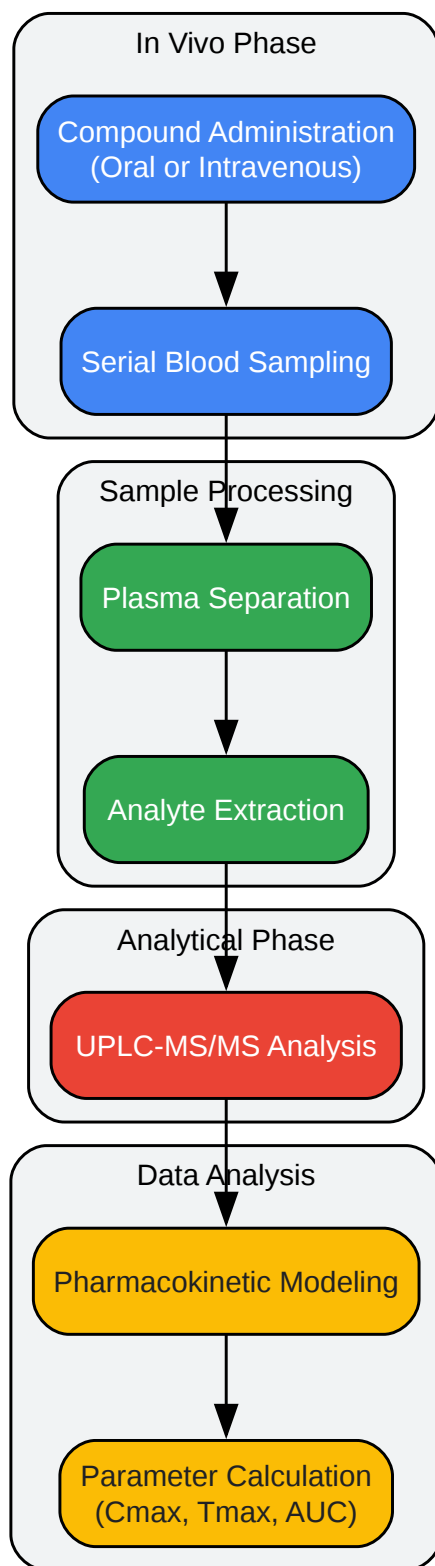 In Vivo Phase
Compound Administration
(Oral or Intravenous)
Serial Blood Sampling
Sample Processing
Plasma Separation
Analyte Extraction
Analytical Phase
UPLC-MS/MS Analysis
Data Analysis
Pharmacokinetic Modeling
Parameter Calculation
(Cmax, Tmax, AUC)